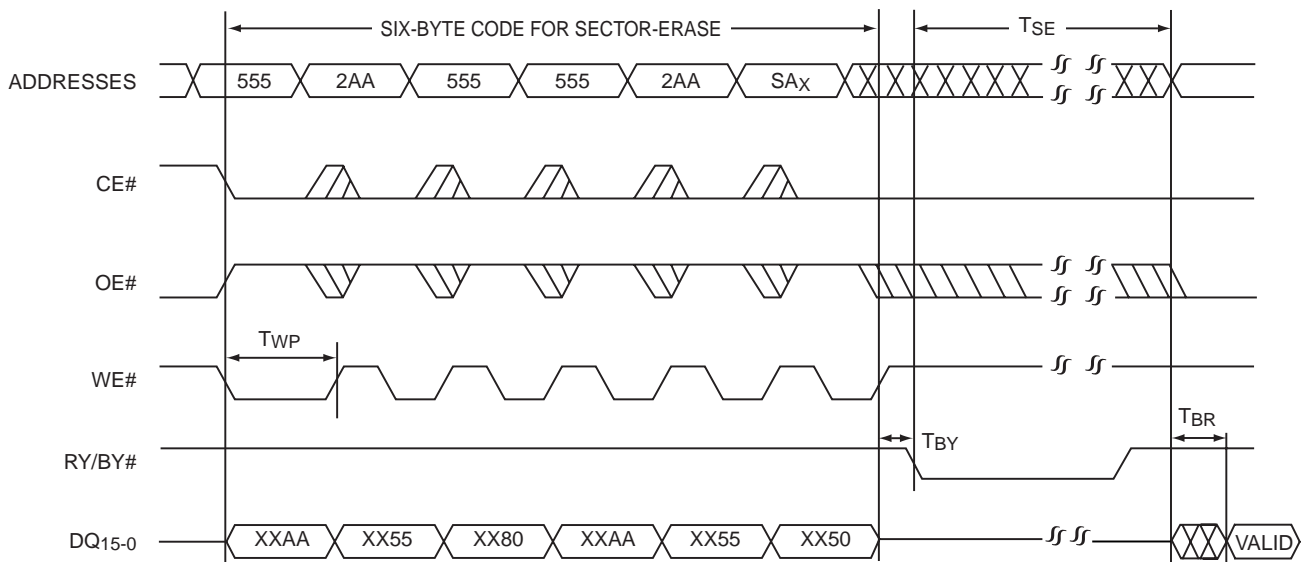 SIX-BYTE CODE FOR SECTOR-ERASE TSE
ADDRESSES 555 2AA 555 555 2AA SAX
CE#
OE#
TWP
WE#
TBY TBR
RY/BY#
DQ15-0 XXAA XX55 XX80 XXAA XX55 XX50 VALID